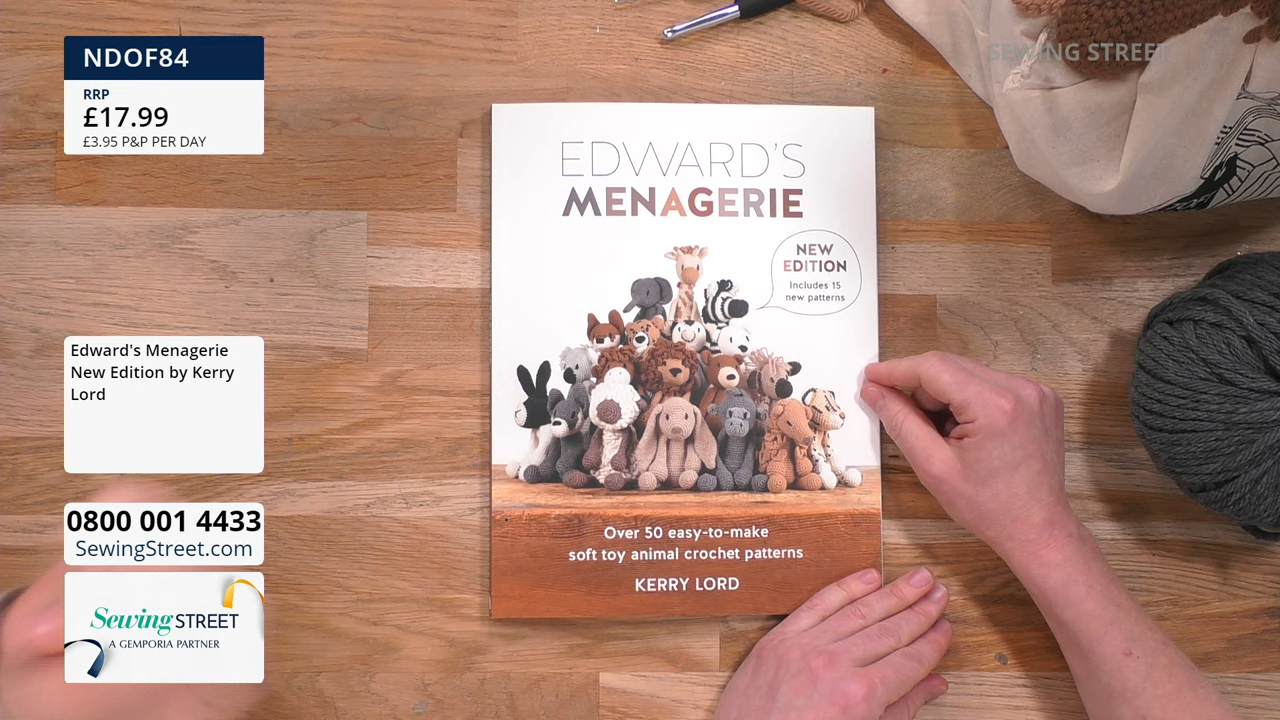 NDOF84
RRP
£17.99
£3.95 P&P PER DAY
Edward's Menagerie
New Edition by Kerry
Lord
0800 001 4433
SewingStreet.com
Sewing STREET
A GEMPORIA PARTNER
SEWING STREET
EDWARD'S
MENAGERIE
NEW
EDITION
Includes 15
new patterns
Over 50 easy-to-make
soft toy animal crochet patterns
KERRY LORD